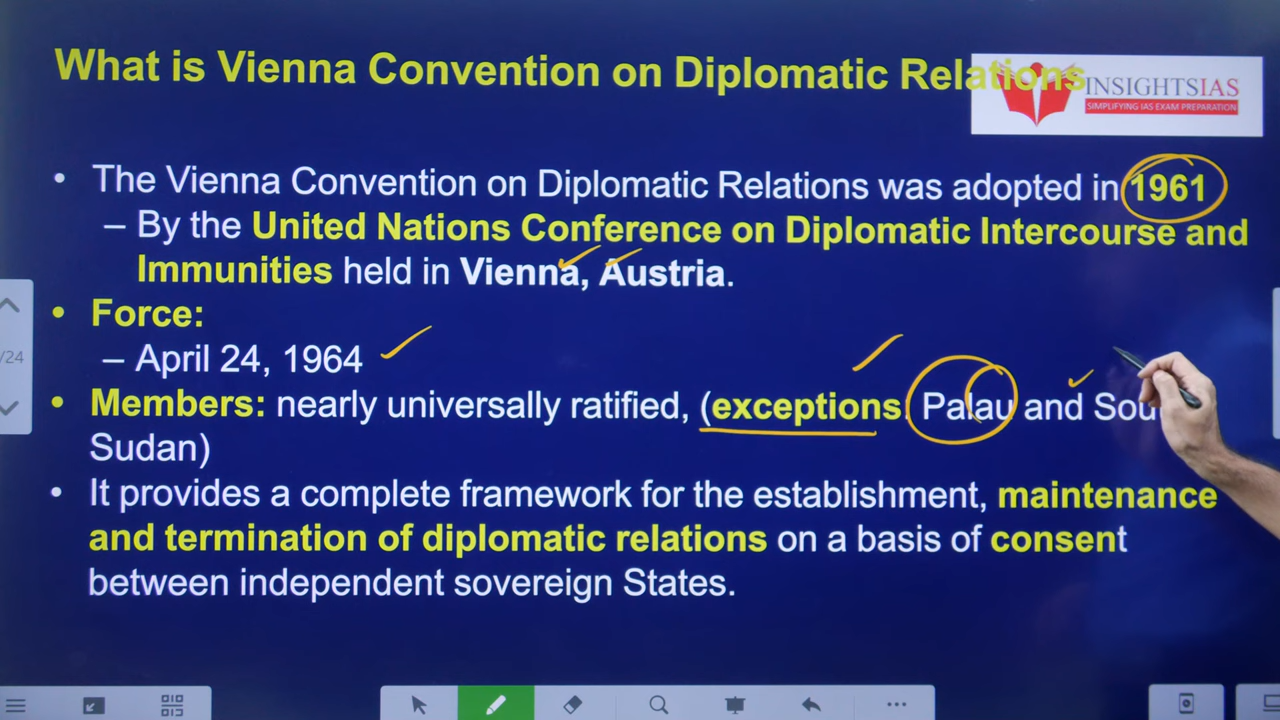 What is Vienna Convention on Diplomatic Relations
INSIGHTSIAS
SIMPLIFYING IAS EXAM PREPARATION
• The Vienna Convention on Diplomatic Relations was adopted in 1961
– By the United Nations Conference on Diplomatic Intercourse and
Immunities held in Vienna, Austria.
• Force:
– April 24, 1964
• Members: nearly universally ratified, (exceptions: Palau and Sou
Sudan)
• It provides a complete framework for the establishment, maintenance
and termination of diplomatic relations on a basis of consent
between independent sovereign States.
/24